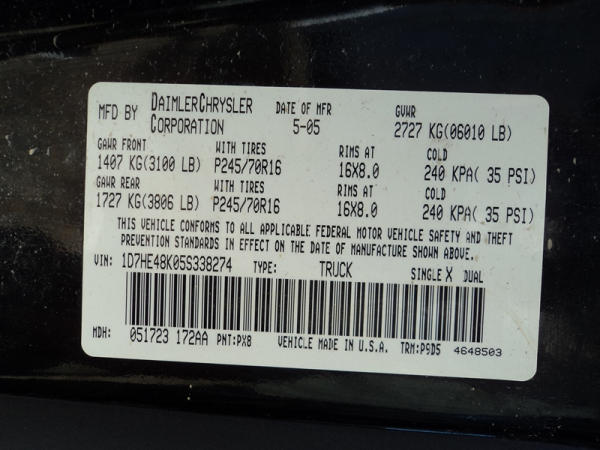 MFD BY DAIMLERCHRYSLER CORPORATION DATE OF MFR 5-05 GVWR 2727 KG(06010 LB)
GAWR FRONT WITH TIRES RIMS AT COLD
1407 KG(3100 LB) P245/70R16 16X8.0 240 KPA( 35 PSI)
GAWR REAR WITH TIRES RIMS AT COLD
1727 KG(3806 LB) P245/70R16 16X8.0 240 KPA( 35 PSI)
THIS VEHICLE CONFORMS TO ALL APPLICABLE FEDERAL MOTOR VEHICLE SAFETY AND THEFT
PREVENTION STANDARDS IN EFFECT ON THE DATE OF MANUFACTURE SHOWN ABOVE.
VIN: 1D7HE48K05S338274 TYPE: TRUCK SINGLE X DUAL
MDH: 051723 172AA PNT:PX8 VEHICLE MADE IN U.S.A. TRM:P9D5 4648503